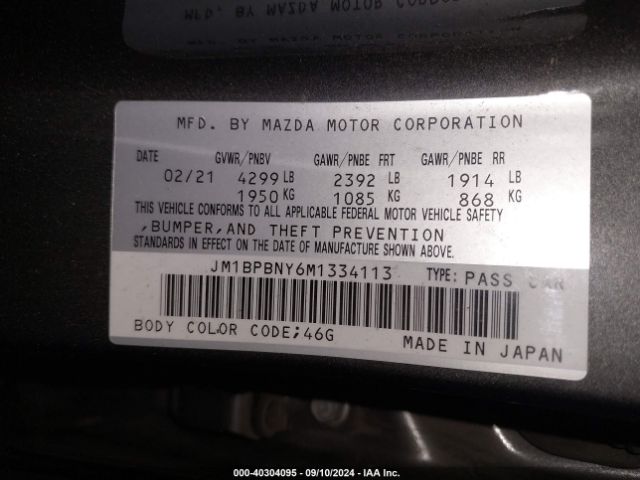 MFD. BY MAZDA MOTOR CORPORATION
DATE GVWR/PNBV GAWR/PNBE FRT GAWR/PNBE RR
02/21 4299 LB 2392 LB 1914 LB
1950 KG 1085 KG 868 KG
THIS VEHICLE CONFORMS TO ALL APPLICABLE FEDERAL MOTOR VEHICLE SAFETY
,BUMPER,AND THEFT PREVENTION
STANDARDS IN EFFECT ON THE DATE OF MANUFACTURE SHOWN ABOVE.
JM1BPBNY6M1334113 TYPE: PASS CAR
BODY COLOR CODE;46G
MADE IN JAPAN
000-40304095 - 09/10/2024 - IAA Inc.